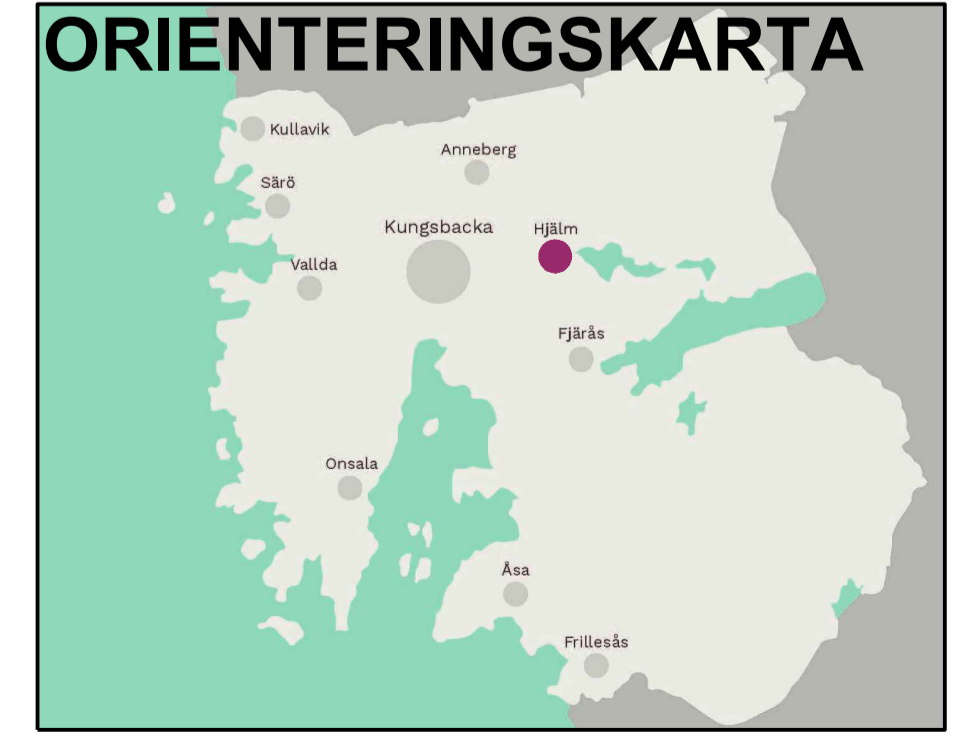 ORIENTERINGSKARTA
Kullavik
Anneberg
Särö
Kungsbacka
Hjälm
Vallda
Fjärås
Onsala
Åsa
Frillesås